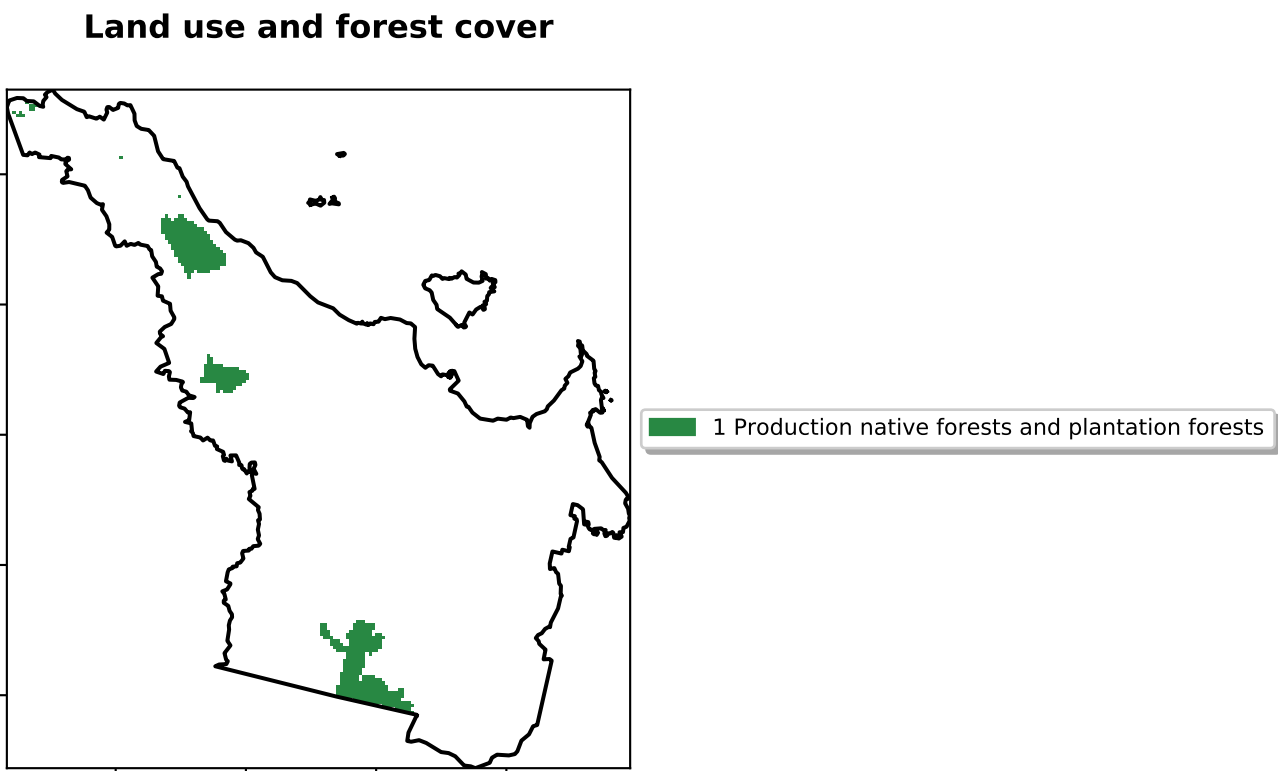 Land use and forest cover
1 Production native forests and plantation forests